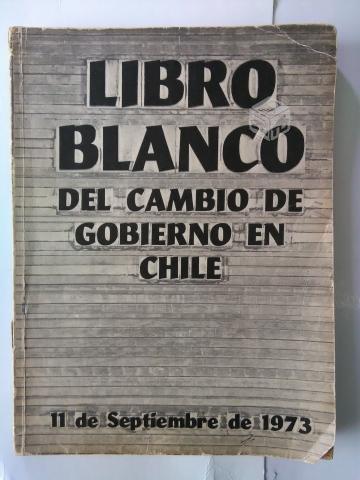 LIBRO
BLANCO
DEL CAMBIO DE
GOBIERNO EN
CHILE
11 de Septiembre de 1973